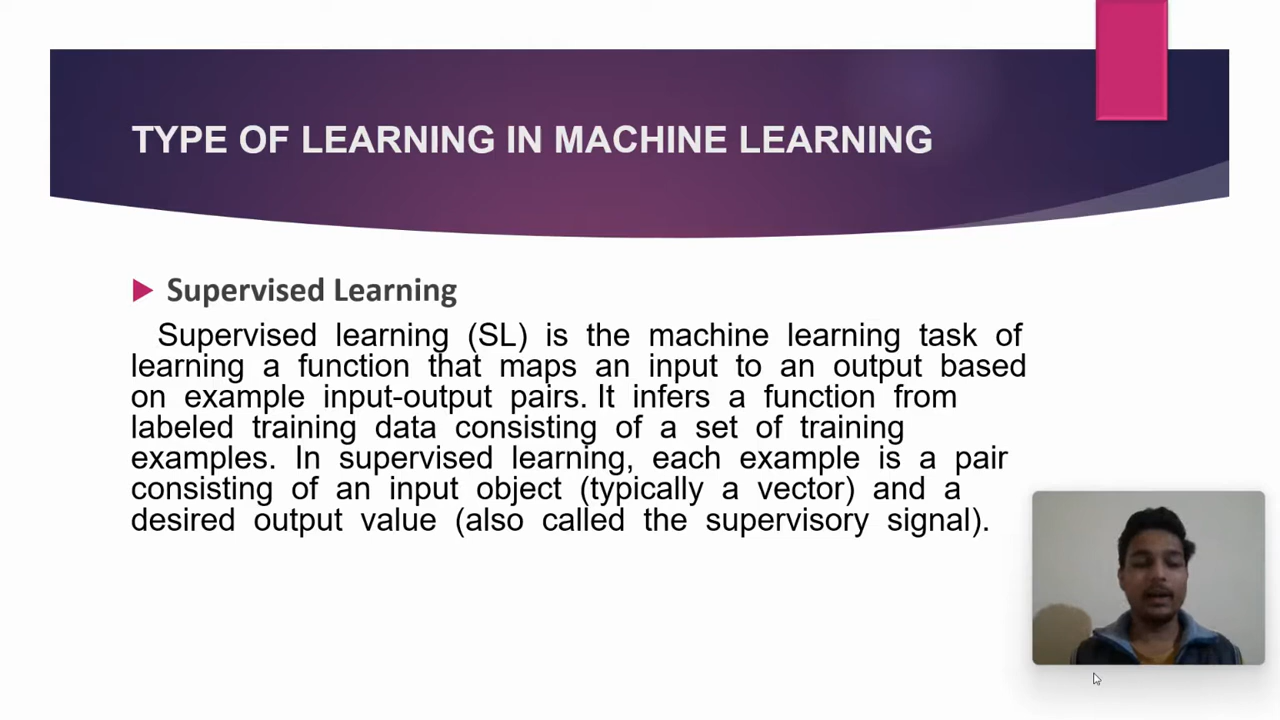 TYPE OF LEARNING IN MACHINE LEARNING
Supervised Learning
Supervised learning (SL) is the machine learning task of
learning a function that maps an input to an output based
on example input-output pairs. It infers a function from
labeled training data consisting of a set of training
examples. In supervised learning, each example is a pair
consisting of an input object (typically a vector) and a
desired output value (also called the supervisory signal).